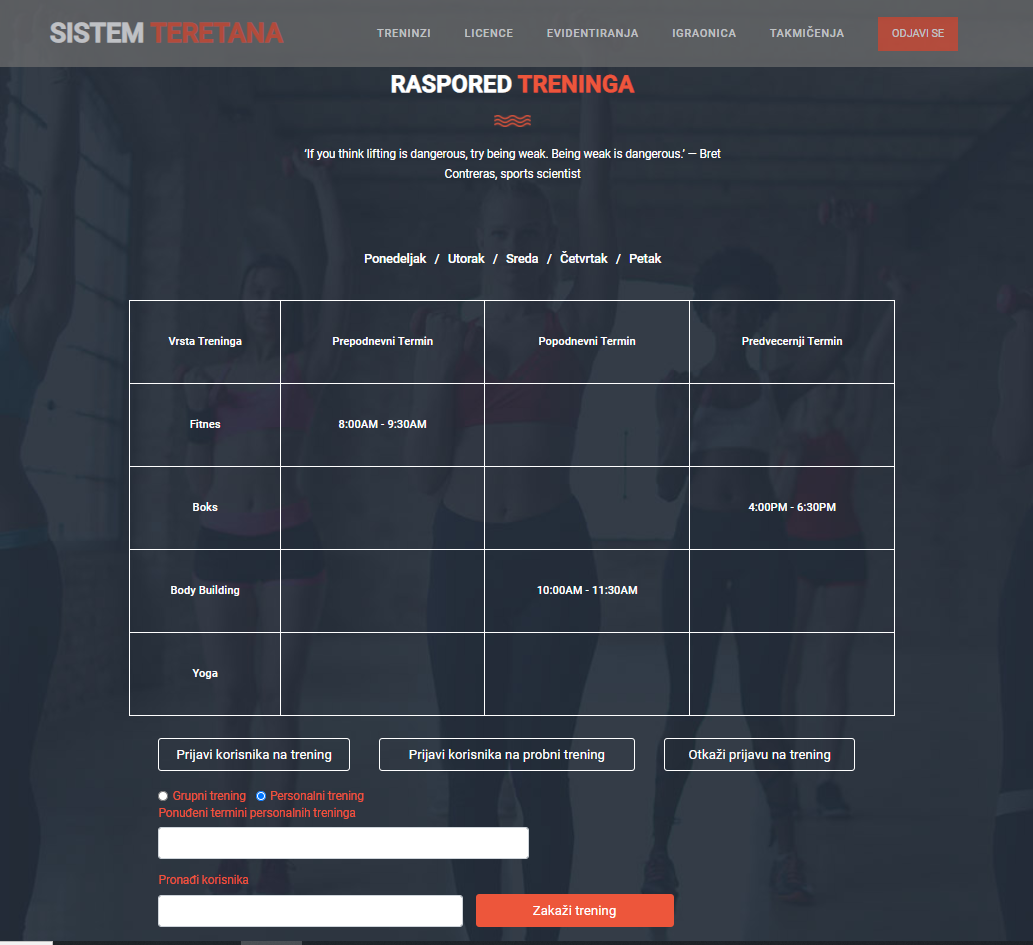 SISTEM TERETANA TRENINZI LICENCE EVIDENTIRANJA IGRAONICA TAKMIČENJA ODJAVI SE
RASPORED TRENINGA
'If you think lifting is dangerous, try being weak. Being weak is dangerous.' — Bret
Contreras, sports scientist
Ponedeljak / Utorak / Sreda / Četvrtak / Petak
Vrsta Treninga Prepodnevni Termin Popodnevni Termin Predvecernji Termin
Fitnes 8:00AM - 9:30AM
Boks 4:00PM - 6:30PM
Body Building 10:00AM - 11:30AM
Yoga
Prijavi korisnika na trening Prijavi korisnika na probni trening Otkaži prijavu na trening
Grupni trening Personalni trening
Ponuđeni termini personalnih treninga
Pronađi korisnika
Zakaži trening